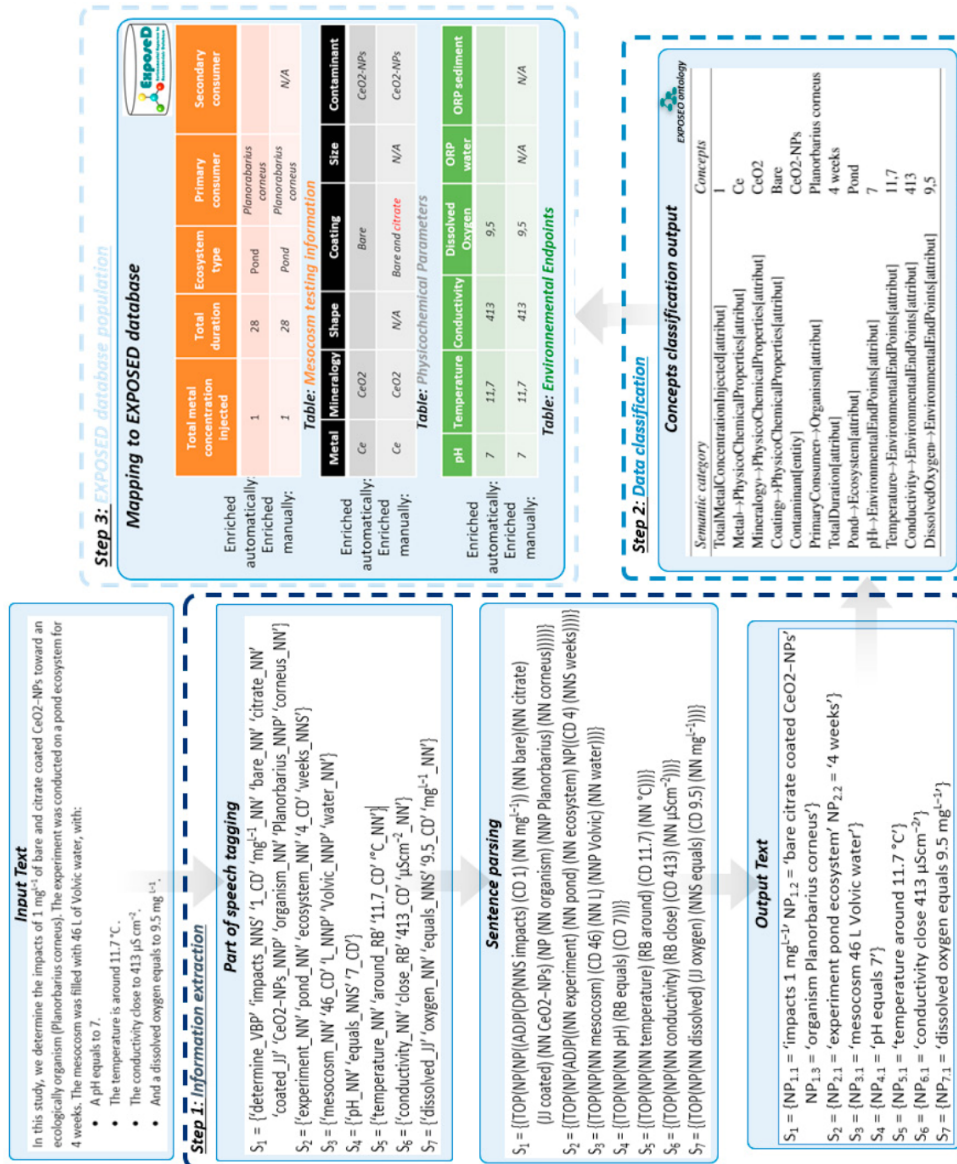 Input Text
In this study, we determine the impacts of 1 mg^L-1 of bare and citrate coated CeO2–NPs toward an
ecologically organism (Planorbarius corneus). The experiment was conducted on a pond ecosystem for
4 weeks. The mesocosm was filled with 46 L of Volvic water, with:
• A pH equals to 7.
• The temperature is around 11.7 °C .
• The conductivity close to 413 µS cm⁻².
• And a dissolved oxygen equals to 9.5 mg ^L-1.
Step 1: Information extraction
Part of speech tagging
S₁ = {'determine_VBP' 'impacts_NNS' '1_CD' 'mg^L-1_NN' 'bare_NN' 'citrate_NN'
'coated_JJ' 'CeO2–NPs_NNP' 'organism_NN' 'Planorbarius_NNP' 'corneus_NN'}
S₂ = {'experiment_NN' 'pond_NN' 'ecosystem_NN' '4_CD' 'weeks_NNS'}
S₃ = {'mesocosm_NN' '46_CD' 'L_NNP' 'Volvic_NNP' 'water_NN'}
S₄ = {'pH_NN' 'equals_NNS' '7_CD'}
S₅ = {'temperature_NN' 'around_RB' '11.7_CD' '°C_NN'}
S₆ = {'conductivity_NN' 'close_RB' '413_CD' 'µScm⁻²_NN'}
S₇ = {'dissolved_JJ' 'oxygen_NN' 'equals_NNS' '9.5_CD' 'mg^L-1_NN'}
Sentence parsing
S₁ = {(TOP(NP(NP((ADJP(DP(NNS impacts) (CD 1) (NN mg^L-1)) (NN bare)(NN citrate)
(JJ coated) (NN CeO2–NPs) (NP (NN organism) (NNP Planorbarius) (NN corneus))))))}
S₂ = {(TOP(NP(ADJP((NN experiment) (NN pond) (NN ecosystem) NP((CD 4) (NNS weeks)))))}
S₃ = {(TOP(NP(NN mesocosm) (CD 46) (NN L) (NNP Volvic) (NN water))))}
S₄ = {(TOP(NP(NN pH) (RB equals) (CD 7))))}
S₅ = {(TOP(NP(NN temperature) (RB around) (CD 11.7) (NN °C))))}
S₆ = {(TOP(NP(NN conductivity) (RB close) (CD 413) (NN µScm⁻²))))}
S₇ = {(TOP(NP(NN dissolved) (JJ oxygen) (NNS equals) (CD 9.5) (NN mg^L-1))))}
Output Text
S₁ = {NP₁.₁ = 'impacts 1 mg^L-1' NP₁.₂ = 'bare citrate coated CeO2–NPs'
NP₁.₃ = 'organism Planorbarius corneus'}
S₂ = {NP₂.₁ = 'experiment pond ecosystem' NP₂.₂ = '4 weeks'}
S₃ = {NP₃.₁ = 'mesocosm 46 L Volvic water'}
S₄ = {NP₄.₁ = 'pH equals 7'}
S₅ = {NP₅.₁ = 'temperature around 11.7 °C'}
S₆ = {NP₆.₁ = 'conductivity close 413 µScm⁻²'}
S₇ = {NP₇.₁ = 'dissolved oxygen equals 9.5 mg^L-1'}
Step 3: EXPOSED database population
Mapping to EXPOSED database
ExposeD
Total metal concentration injected Total duration Ecosystem type Primary consumer Secondary consumer
Enriched automatically: 1 28 Pond Planorabarius corneus
Enriched manually: 1 28 Pond Planorabarius corneus N/A
Table: Mesocosm testing information
Metal Mineralogy Shape Coating Size Contaminant
Enriched automatically: Ce CeO2 Bare CeO2-NPs
Enriched manually: Ce CeO2 N/A Bare and citrate N/A CeO2-NPs
Table: Physicochemical Parameters
pH Temperature Conductivity Dissolved Oxygen ORP water ORP sediment
Enriched automatically: 7 11,7 413 9,5
Enriched manually: 7 11,7 413 9,5 N/A N/A
Table: Environnemental Endpoints
Step 2: Data classification
Concepts classification output
EXPOSEO ontology
Semantic category Concepts
TotalMetalConcentrationInjected[attribut] 1
Metal→PhysicoChemicalProperties[attribut] Ce
Mineralogy→PhysicoChemicalProperties[attribut] CeO2
Coating→PhysicoChemicalProperties[attribut] Bare
Contaminant[entity] CeO2-NPs
PrimaryConsumer→Organism[attribut] Planorbarius corneus
TotalDuration[attribut] 4 weeks
Pond→Ecosystem[attribut] Pond
pH→EnvironmentalEndPoints[attribut] 7
Temperature→EnvironmentalEndPoints[attribut] 11,7
Conductivity→EnvironmentalEndPoints[attribut] 413
DissolvedOxygen→EnvironmentalEndPoints[attribut] 9,5